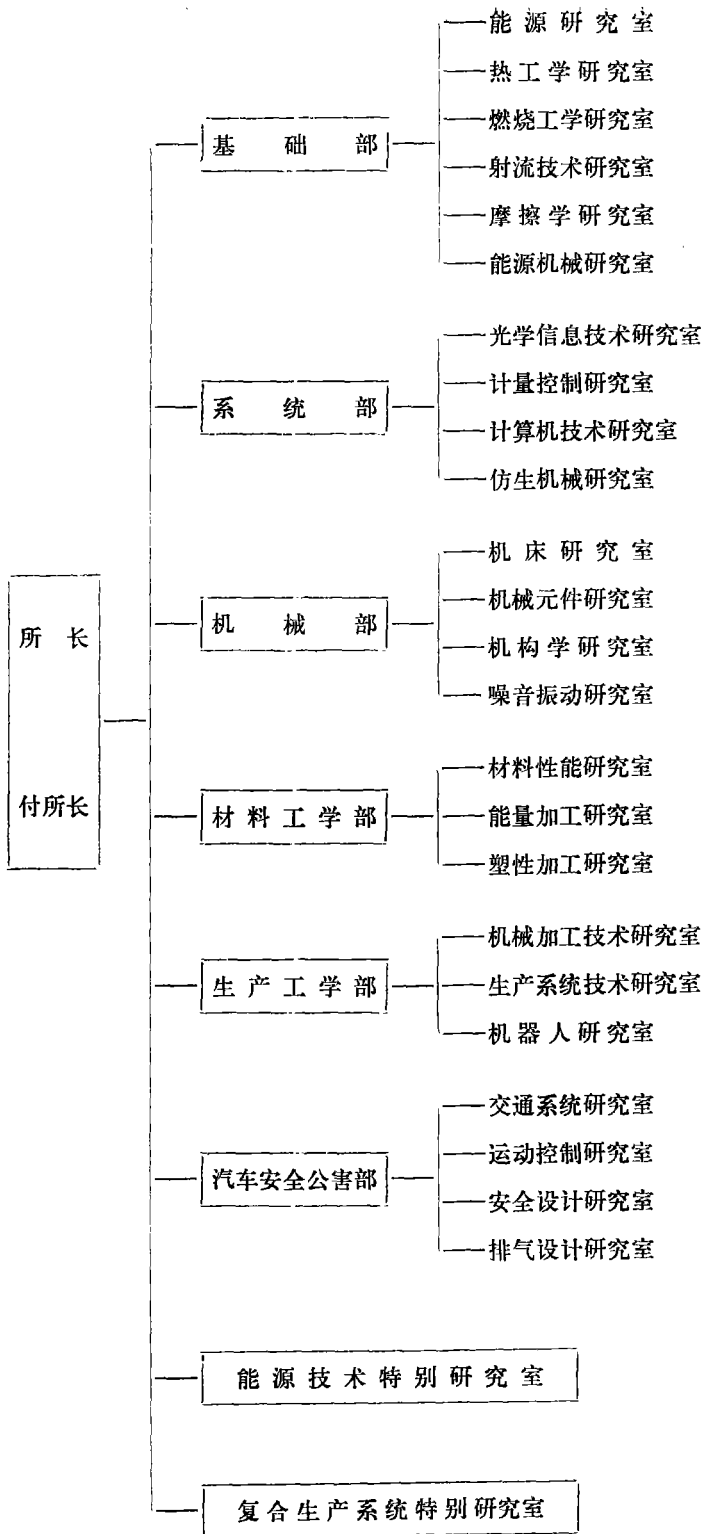 所长
付所长
基础部
能源研究室
热工学研究室
燃烧工学研究室
射流技术研究室
摩擦学研究室
能源机械研究室
系统部
光学信息技术研究室
计量控制研究室
计算机技术研究室
仿生机械研究室
机械部
机床研究室
机械元件研究室
机构学研究室
噪音振动研究室
材料工学部
材料性能研究室
能量加工研究室
塑性加工研究室
生产工学部
机械加工技术研究室
生产系统技术研究室
机器人研究室
汽车安全公害部
交通系统研究室
运动控制研究室
安全设计研究室
排气设计研究室
能源技术特别研究室
复合生产系统特别研究室